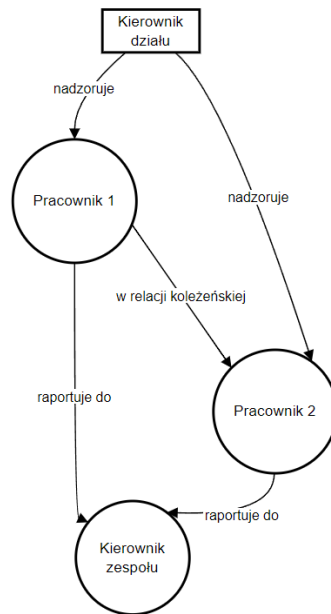 Kierownik
działu
nadzoruje
Pracownik 1
nadzoruje
w relacji koleżeńskiej
raportuje do
Pracownik 2
raportuje do
Kierownik
zespołu